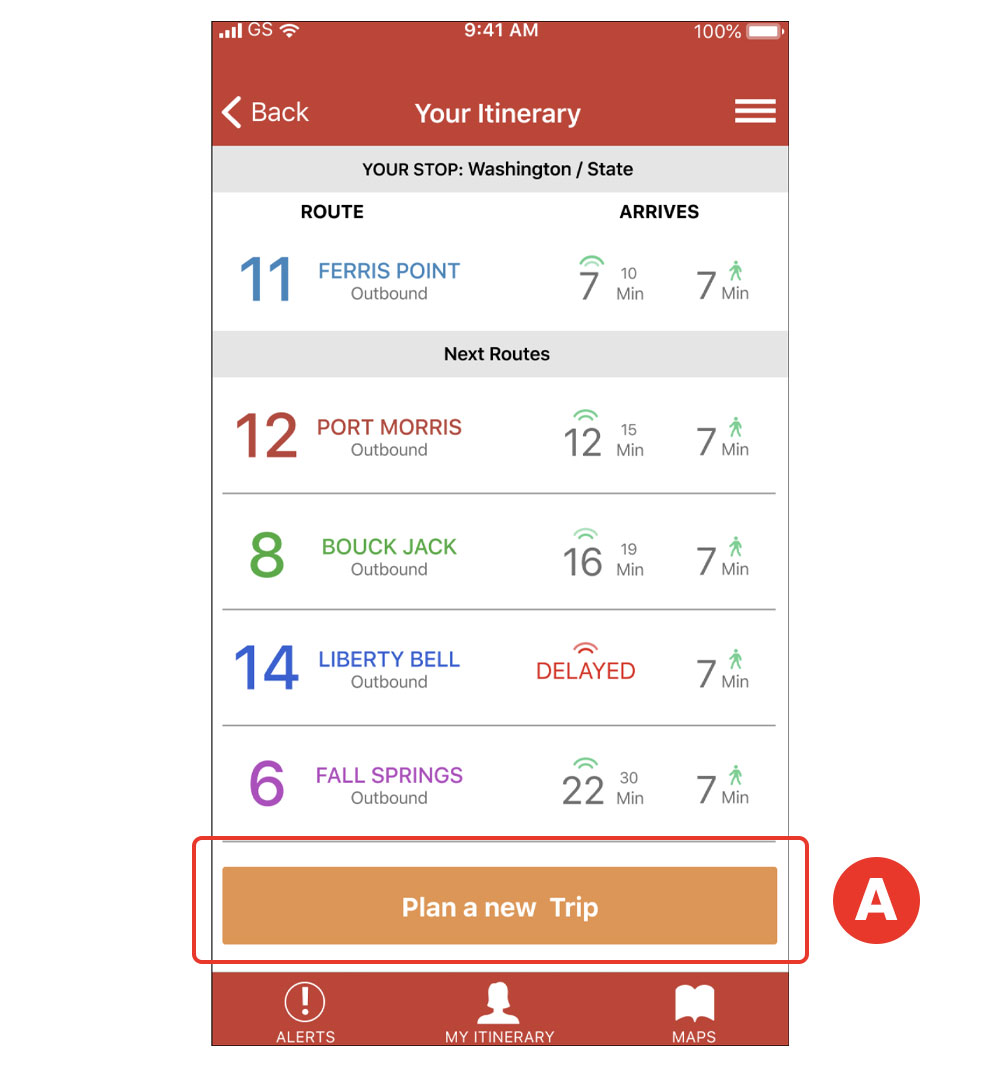 GS 9:41 AM 100%
Back Your Itinerary
YOUR STOP: Washington / State
ROUTE ARRIVES
11 FERRIS POINT Outbound 7 10 Min 7 Min
Next Routes
12 PORT MORRIS Outbound 12 15 Min 7 Min
8 BOUCK JACK Outbound 16 19 Min 7 Min
14 LIBERTY BELL Outbound DELAYED 7 Min
6 FALL SPRINGS Outbound 22 30 Min 7 Min
Plan a new  Trip
A
ALERTS MY ITINERARY MAPS